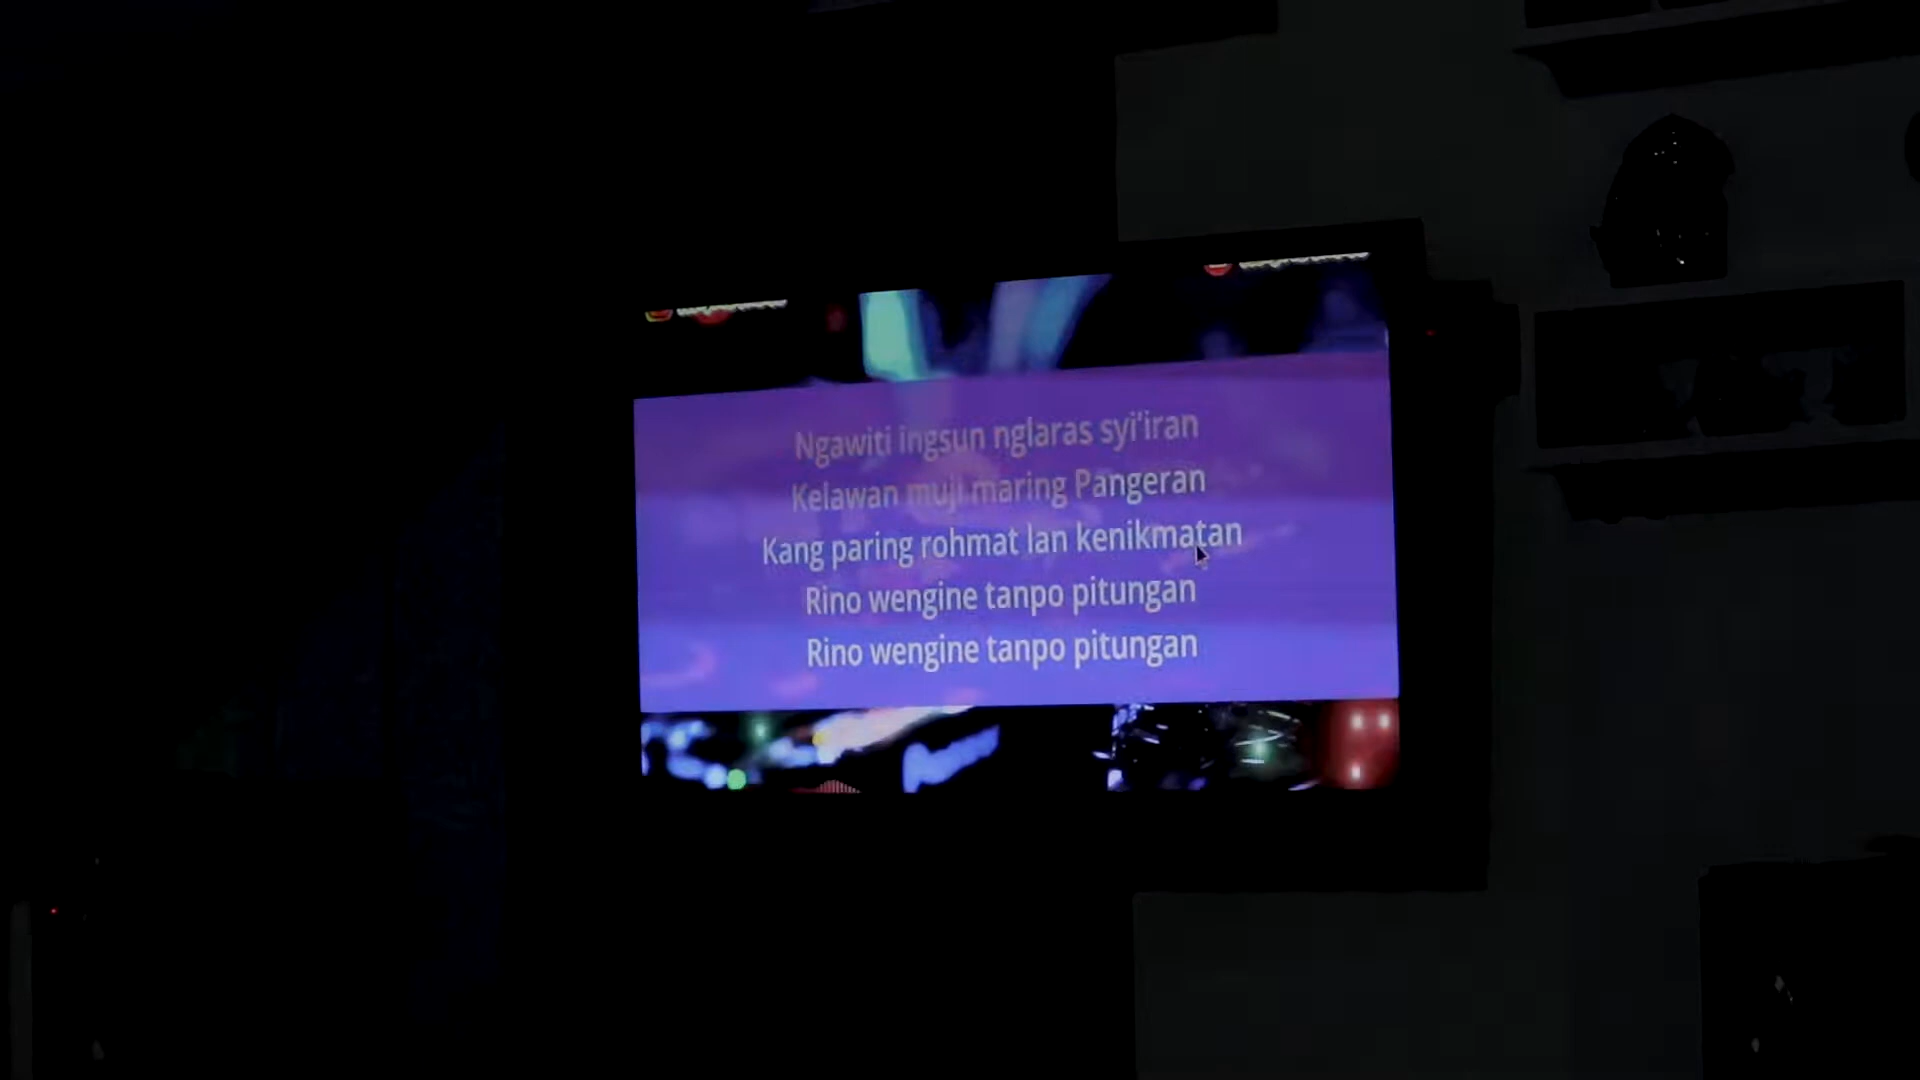 Ngawiti ingsun nglaras syi'iran
Kelawan muji maring Pangeran
Kang paring rohmat lan kenikmatan
Rino wengine tanpo pitungan
Rino wengine tanpo pitungan